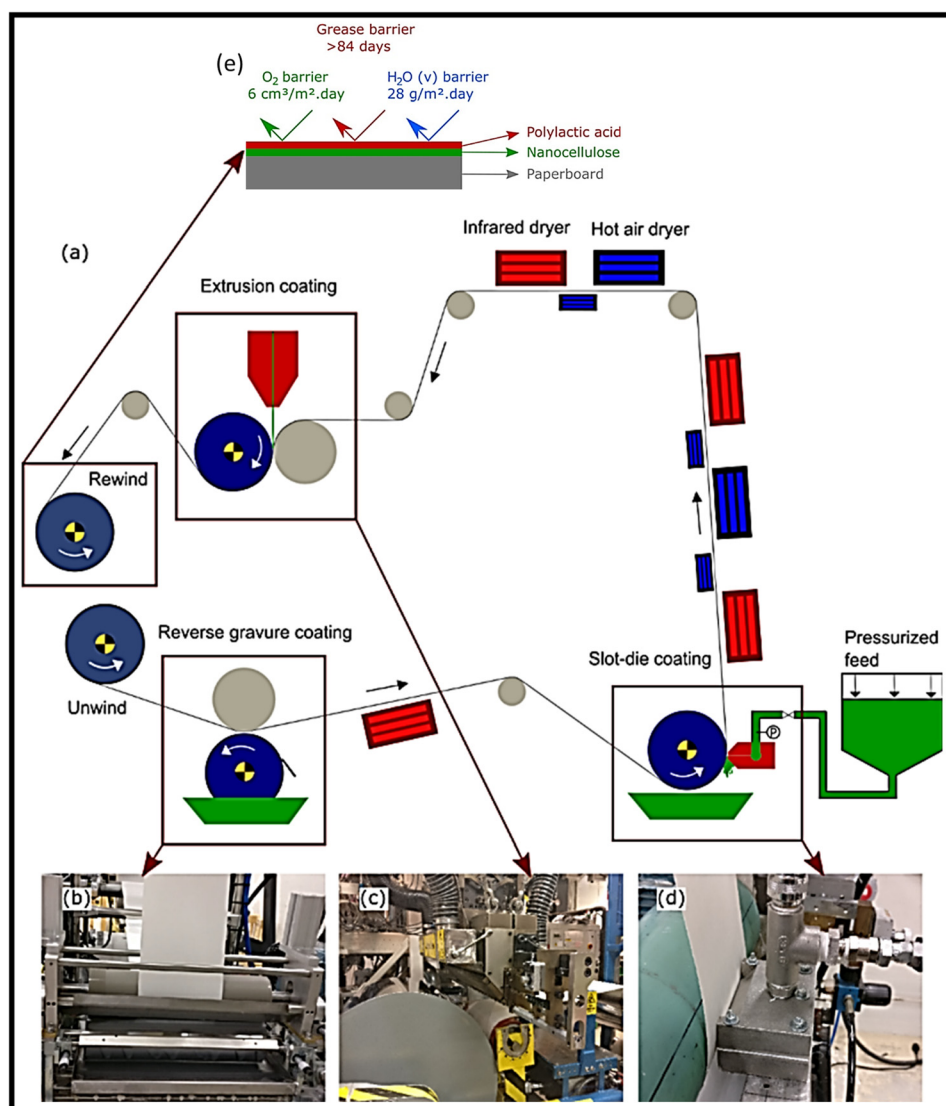 Grease barrier
>84 days
(e)
O₂ barrier
6 cm³/m².day
H₂O (v) barrier
28 g/m².day
Polylactic acid
Nanocellulose
Paperboard
(a)
Infrared dryer
Hot air dryer
Extrusion coating
Rewind
Unwind
Reverse gravure coating
Slot-die coating
Pressurized
feed
P
(b)
(c)
(d)